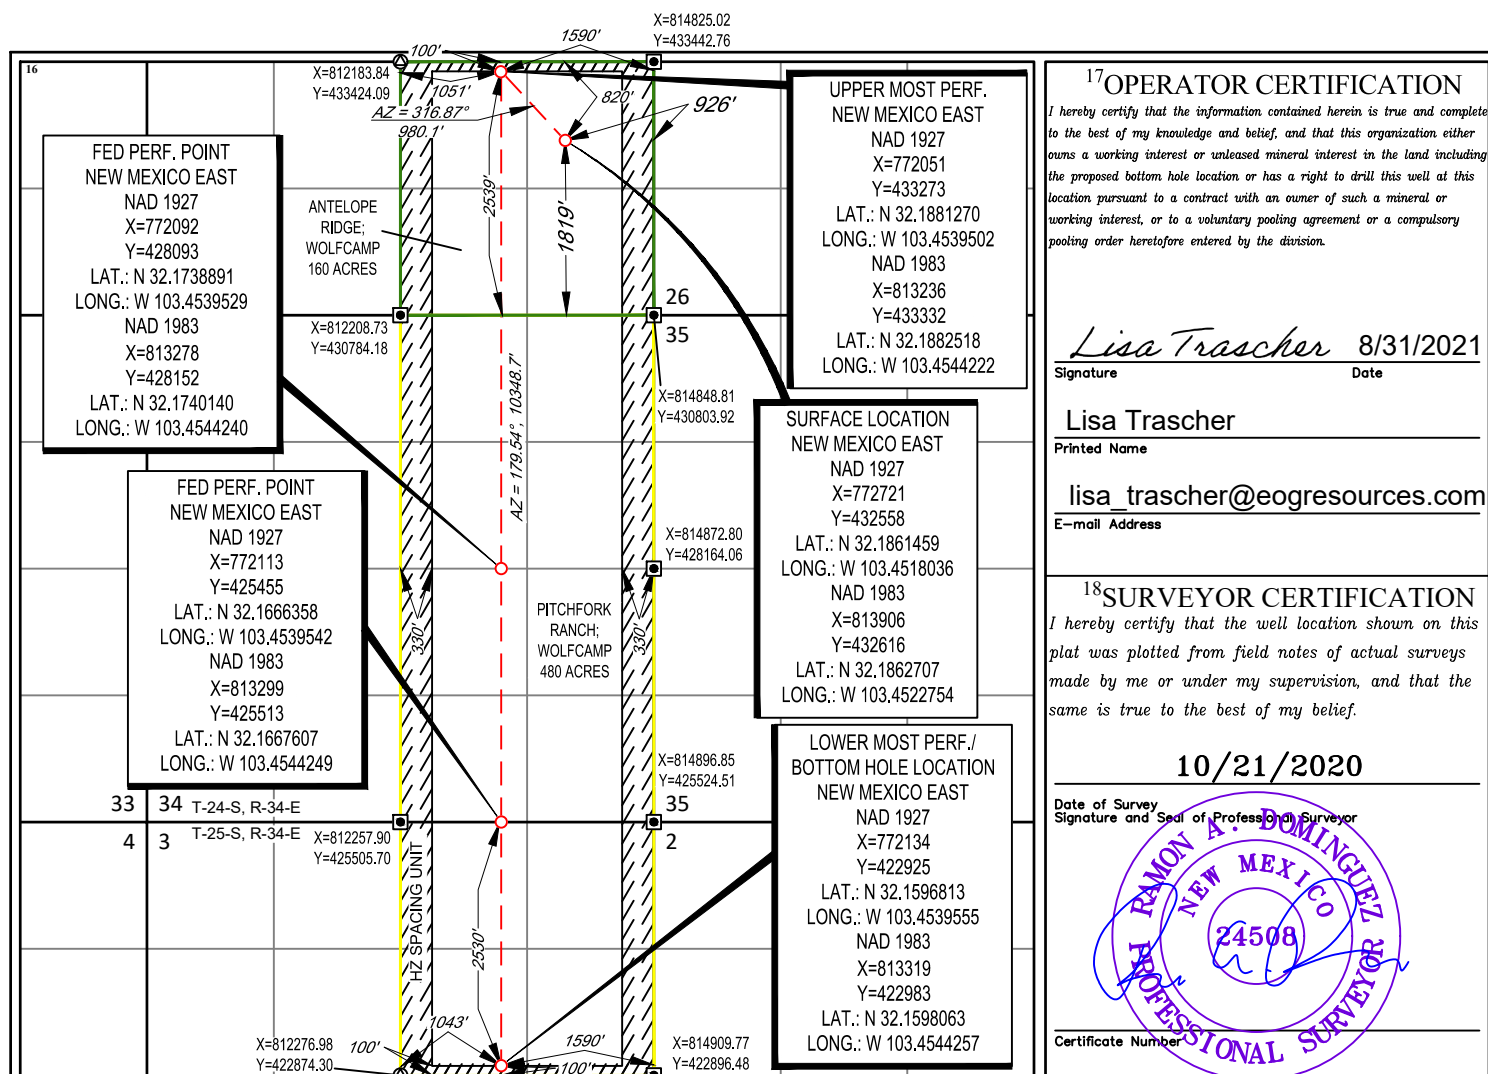 16
X=814825.02
Y=433442.76
1590'
100'
X=812183.84
Y=433424.09
1051'
AZ = 316.87°
980.1'
820'
926'
2539'
1819'
ANTELOPE
RIDGE;
WOLFCAMP
160 ACRES
FED PERF. POINT
NEW MEXICO EAST
NAD 1927
X=772092
Y=428093
LAT.: N 32.1738891
LONG.: W 103.4539529
NAD 1983
X=813278
Y=428152
LAT.: N 32.1740140
LONG.: W 103.4544240
UPPER MOST PERF.
NEW MEXICO EAST
NAD 1927
X=772051
Y=433273
LAT.: N 32.1881270
LONG.: W 103.4539502
NAD 1983
X=813236
Y=433332
LAT.: N 32.1882518
LONG.: W 103.4544222
26
35
X=812208.73
Y=430784.18
X=814848.81
Y=430803.92
AZ = 179.54°, 10348.7'
SURFACE LOCATION
NEW MEXICO EAST
NAD 1927
X=772721
Y=432558
LAT.: N 32.1861459
LONG.: W 103.4518036
NAD 1983
X=813906
Y=432616
LAT.: N 32.1862707
LONG.: W 103.4522754
FED PERF. POINT
NEW MEXICO EAST
NAD 1927
X=772113
Y=425455
LAT.: N 32.1666358
LONG.: W 103.4539542
NAD 1983
X=813299
Y=425513
LAT.: N 32.1667607
LONG.: W 103.4544249
X=814872.80
Y=428164.06
330'
330'
PITCHFORK
RANCH;
WOLFCAMP
480 ACRES
X=814896.85
Y=425524.51
33 34 T-24-S, R-34-E
4 3 T-25-S, R-34-E
35
2
X=812257.90
Y=425505.70
HZ SPACING UNIT
2530'
LOWER MOST PERF./
BOTTOM HOLE LOCATION
NEW MEXICO EAST
NAD 1927
X=772134
Y=422925
LAT.: N 32.1596813
LONG.: W 103.4539555
NAD 1983
X=813319
Y=422983
LAT.: N 32.1598063
LONG.: W 103.4544257
X=812276.98
Y=422874.30
100'
1043'
1590'
100'
X=814909.77
Y=422896.48
17 OPERATOR CERTIFICATION
I hereby certify that the information contained herein is true and complete
to the best of my knowledge and belief, and that this organization either
owns a working interest or unleased mineral interest in the land including
the proposed bottom hole location or has a right to drill this well at this
location pursuant to a contract with an owner of such a mineral or
working interest, or to a voluntary pooling agreement or a compulsory
pooling order heretofore entered by the division.
Lisa Trascher 8/31/2021
Signature Date
Lisa Trascher
Printed Name
lisa_trascher@eogresources.com
E-mail Address
18 SURVEYOR CERTIFICATION
I hereby certify that the well location shown on this
plat was plotted from field notes of actual surveys
made by me or under my supervision, and that the
same is true to the best of my belief.
10/21/2020
Date of Survey
Signature and Seal of Professional Surveyor
RAMON A. DOMINGUEZ
NEW MEXICO
24508
PROFESSIONAL SURVEYOR
Certificate Number